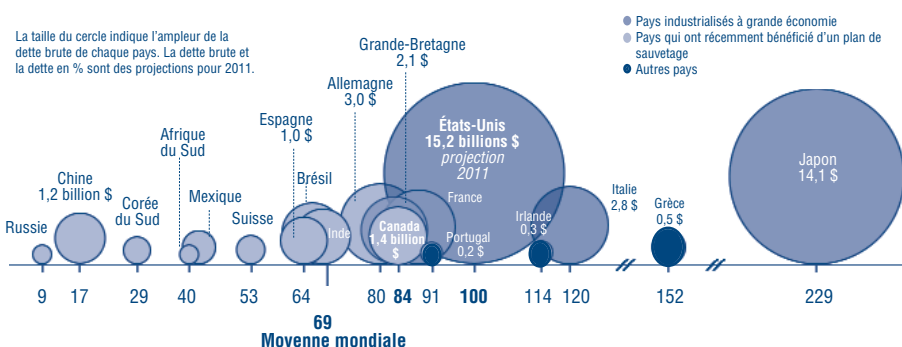 La taille du cercle indique l'ampleur de la
dette brute de chaque pays. La dette brute et
la dette en % sont des projections pour 2011.
Pays industrialisés à grande économie
Pays qui ont récemment bénéficié d'un plan de
sauvetage
Autres pays
Russie
Chine
1,2 billion $
Corée
du Sud
Afrique
du Sud
Mexique
Suisse
Espagne
1,0 $
Brésil
Inde
Allemagne
3,0 $
Grande-Bretagne
2,1 $
Canada
1,4 billion
$
France
États-Unis
15,2 billions $
projection
2011
Portugal
0,2 $
Irlande
0,3 $
Italie
2,8 $
Grèce
0,5 $
Japon
14,1 $
9 17 29 40 53 64 80 84 91 100 114 120 152 229
69
Movenne mondiale